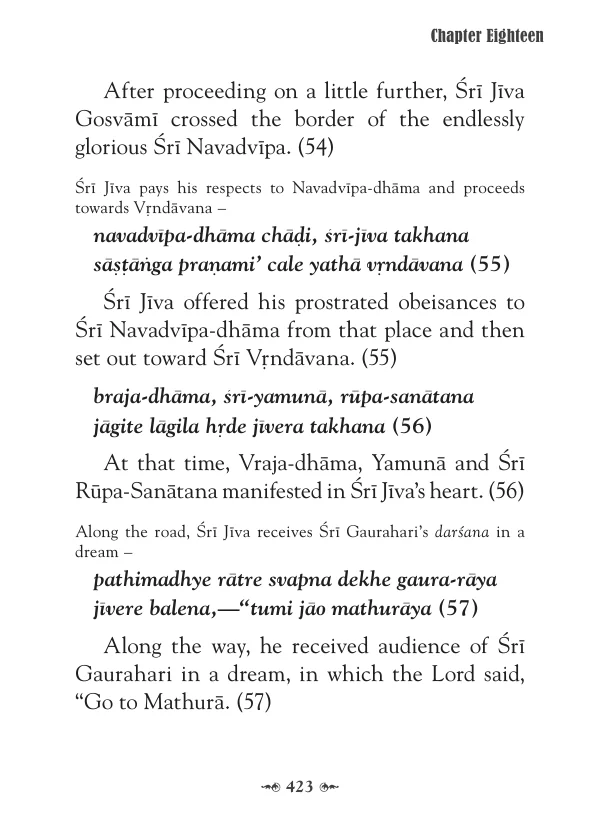 Chapter Eighteen
After proceeding on a little further, Śrī Jīva
Gosvāmī crossed the border of the endlessly
glorious Śrī Navadvīpa. (54)
Śrī Jīva pays his respects to Navadvīpa-dhāma and proceeds
towards Vṛndāvana –
navadvīpa-dhāma chāḍi, śrī-jīva takhana
sāṣṭāṅga praṇami’ cale yathā vṛndāvana (55)
Śrī Jīva offered his prostrated obeisances to
Śrī Navadvīpa-dhāma from that place and then
set out toward Śrī Vṛndāvana. (55)
braja-dhāma, śrī-yamunā, rūpa-sanātana
jāgite lāgila hṛde jīvera takhana (56)
At that time, Vraja-dhāma, Yamunā and Śrī
Rūpa-Sanātana manifested in Śrī Jīva’s heart. (56)
Along the road, Śrī Jīva receives Śrī Gaurahari’s darśana in a
dream –
pathimadhye rātre svapna dekhe gaura-rāya
jīvere balena,—“tumi jāo mathurāya (57)
Along the way, he received audience of Śrī
Gaurahari in a dream, in which the Lord said,
“Go to Mathurā. (57)
423